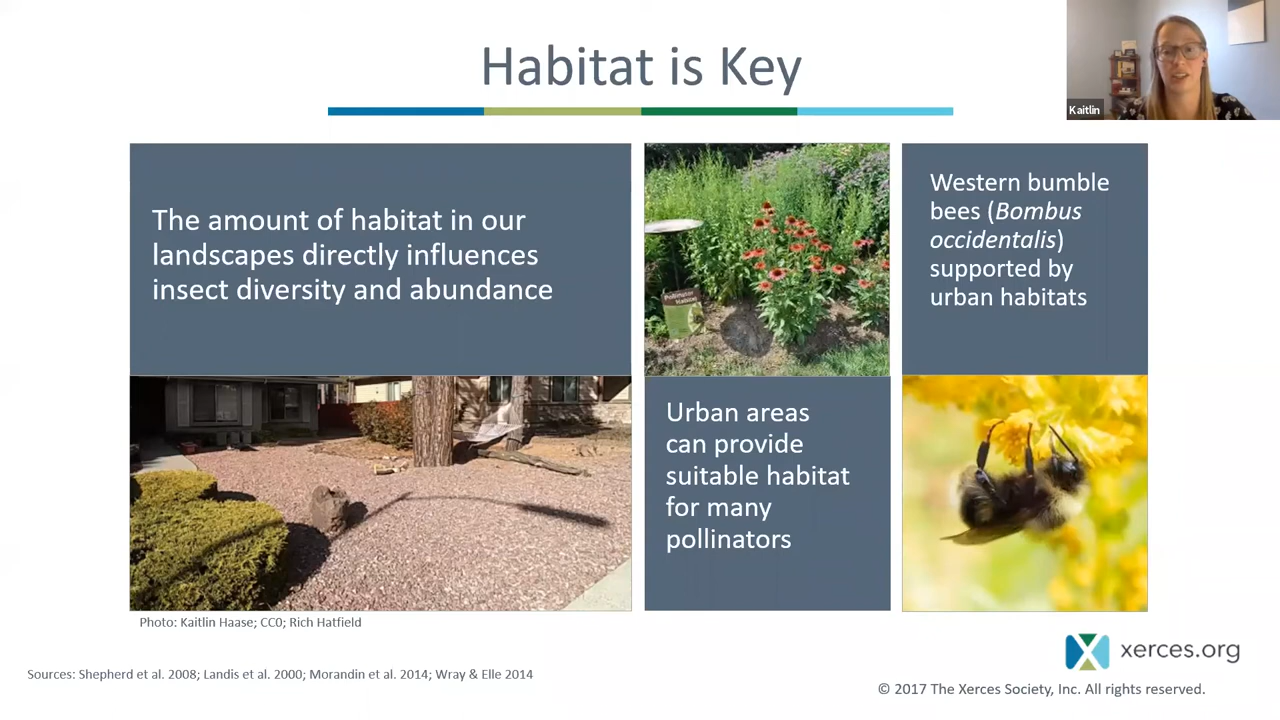 Habitat is Key
Kaitlin
The amount of habitat in our
landscapes directly influences
insect diversity and abundance
Pollinator
Habitat
Western bumble
bees (Bombus
occidentalis)
supported by
urban habitats
Urban areas
can provide
suitable habitat
for many
pollinators
Photo: Kaitlin Haase; CC0; Rich Hatfield
Sources: Shepherd et al. 2008; Landis et al. 2000; Morandin et al. 2014; Wray & Elle 2014
xerces.org
© 2017 The Xerces Society, Inc. All rights reserved.